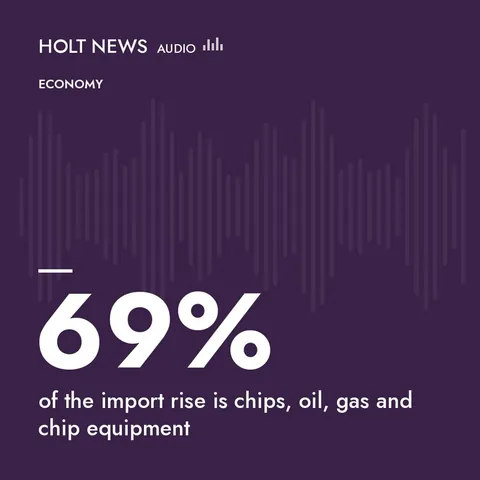 HOLT NEWS AUDIO
ECONOMY
69%
of the import rise is chips, oil, gas and
chip equipment